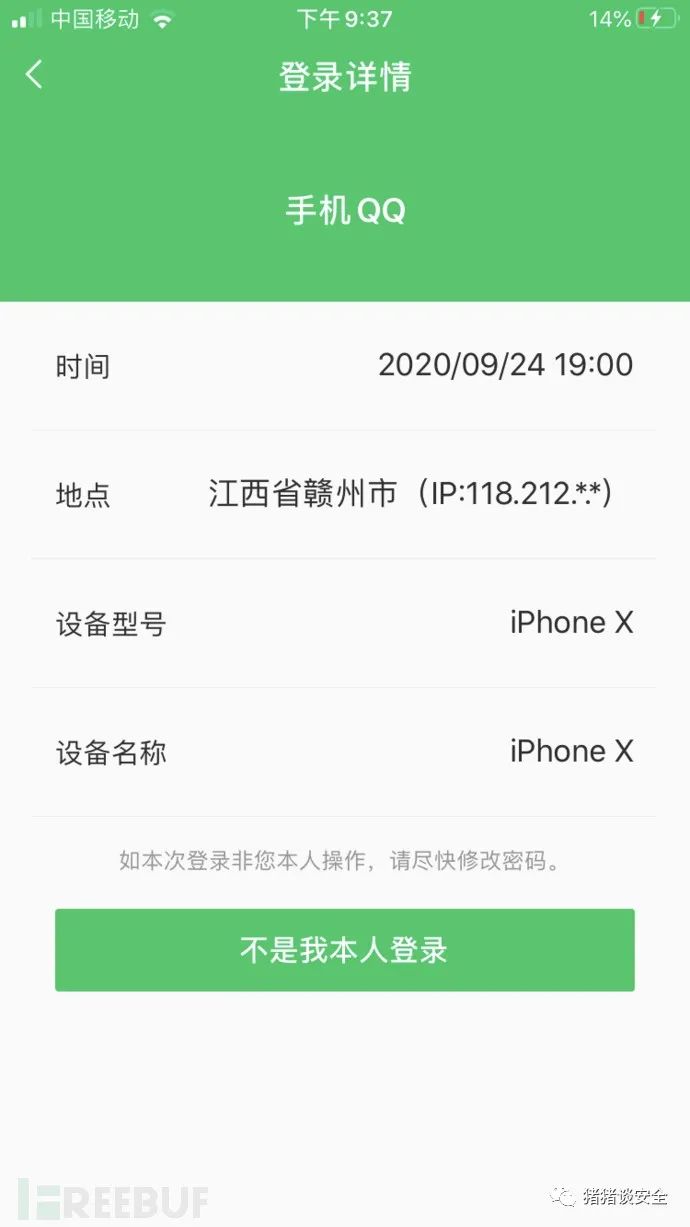 中国移动 下午9:37 14%
登录详情
手机QQ
时间 2020/09/24 19:00
地点 江西省赣州市（IP:118.212.*.*）
设备型号 iPhone X
设备名称 iPhone X
如本次登录非您本人操作，请尽快修改密码。
不是我本人登录
FREEBUF 猪猪谈安全